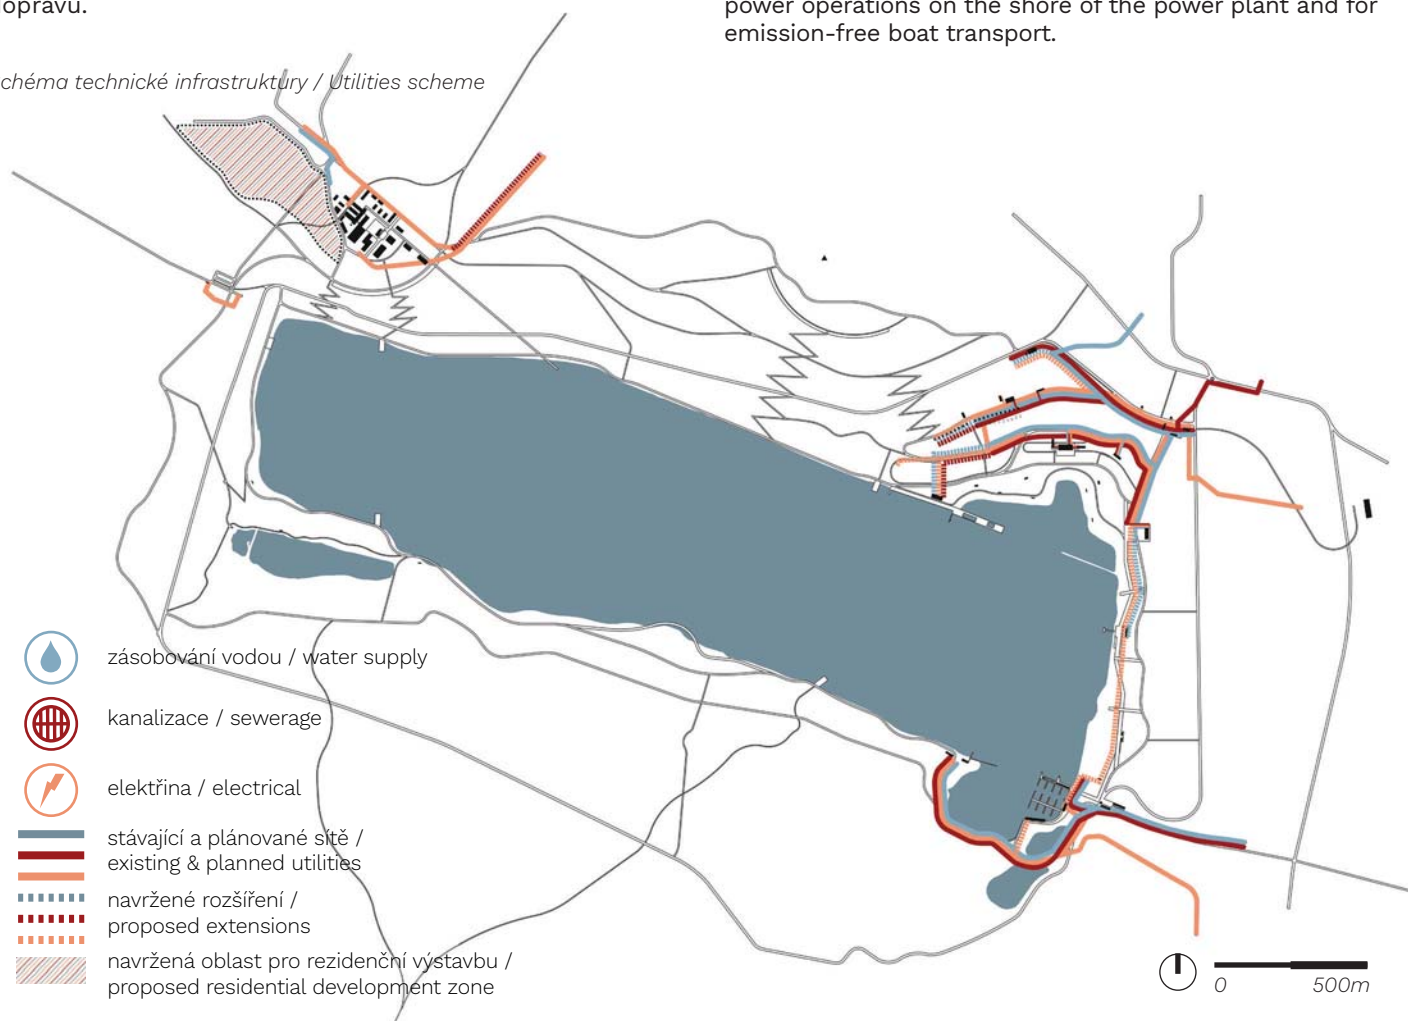 dopravu.
power operations on the shore of the power plant and for
emission-free boat transport.
chéma technické infrastruktury / Utilities scheme
zásobování vodou / water supply
kanalizace / sewerage
elektřina / electrical
stávající a plánované sítě /
existing & planned utilities
navržené rozšíření /
proposed extensions
navržená oblast pro rezidenční výstavbu /
proposed residential development zone
0
500m